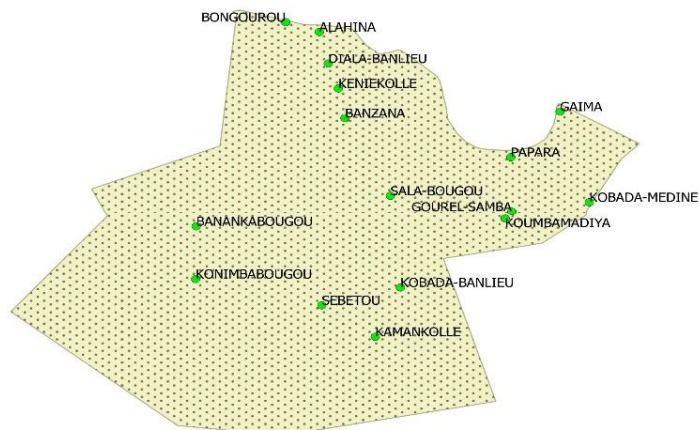 BONGOUROU
ALAHINA
DIALA-BANLIEU
KENIEKOLLE
GAIMA
BANZANA
PAPARA
SALA-BOUGOU
KOBADA-MEDINE
GOUREL-SAMBA
BANANKABOUGOU
KOUMBAMADIYA
KONIMBABOUGOU
KOBADA-BANLIEU
SEBETOU
KAMANKOLLE